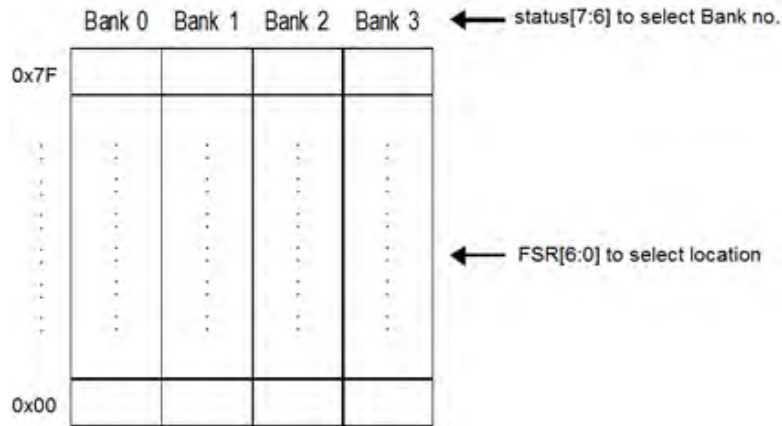 Bank 0 Bank 1 Bank 2 Bank 3 status[7:6] to select Bank no.
0x7F
FSR[6:0] to select location
0x00